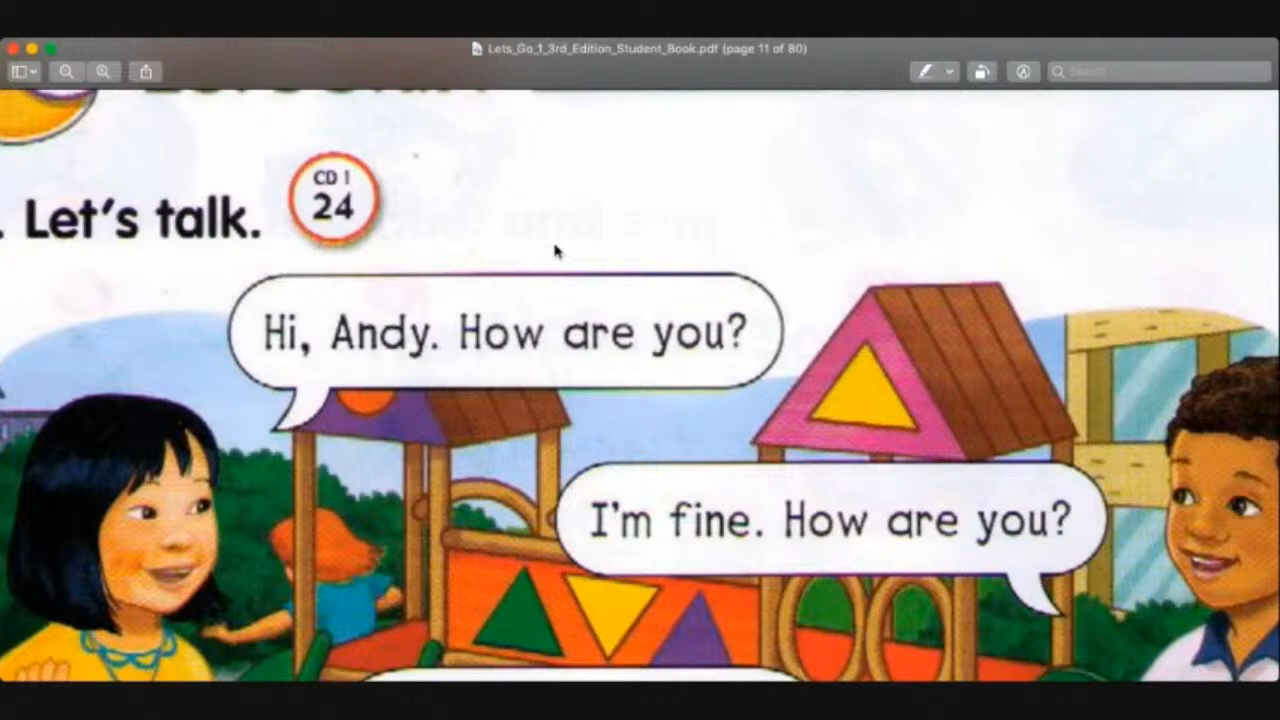 Lets_Go_1_3rd_Edition_Student_Book.pdf (page 11 of 80)
Search
Let's talk.
CD 1
24
Hi, Andy. How are you?
I'm fine. How are you?